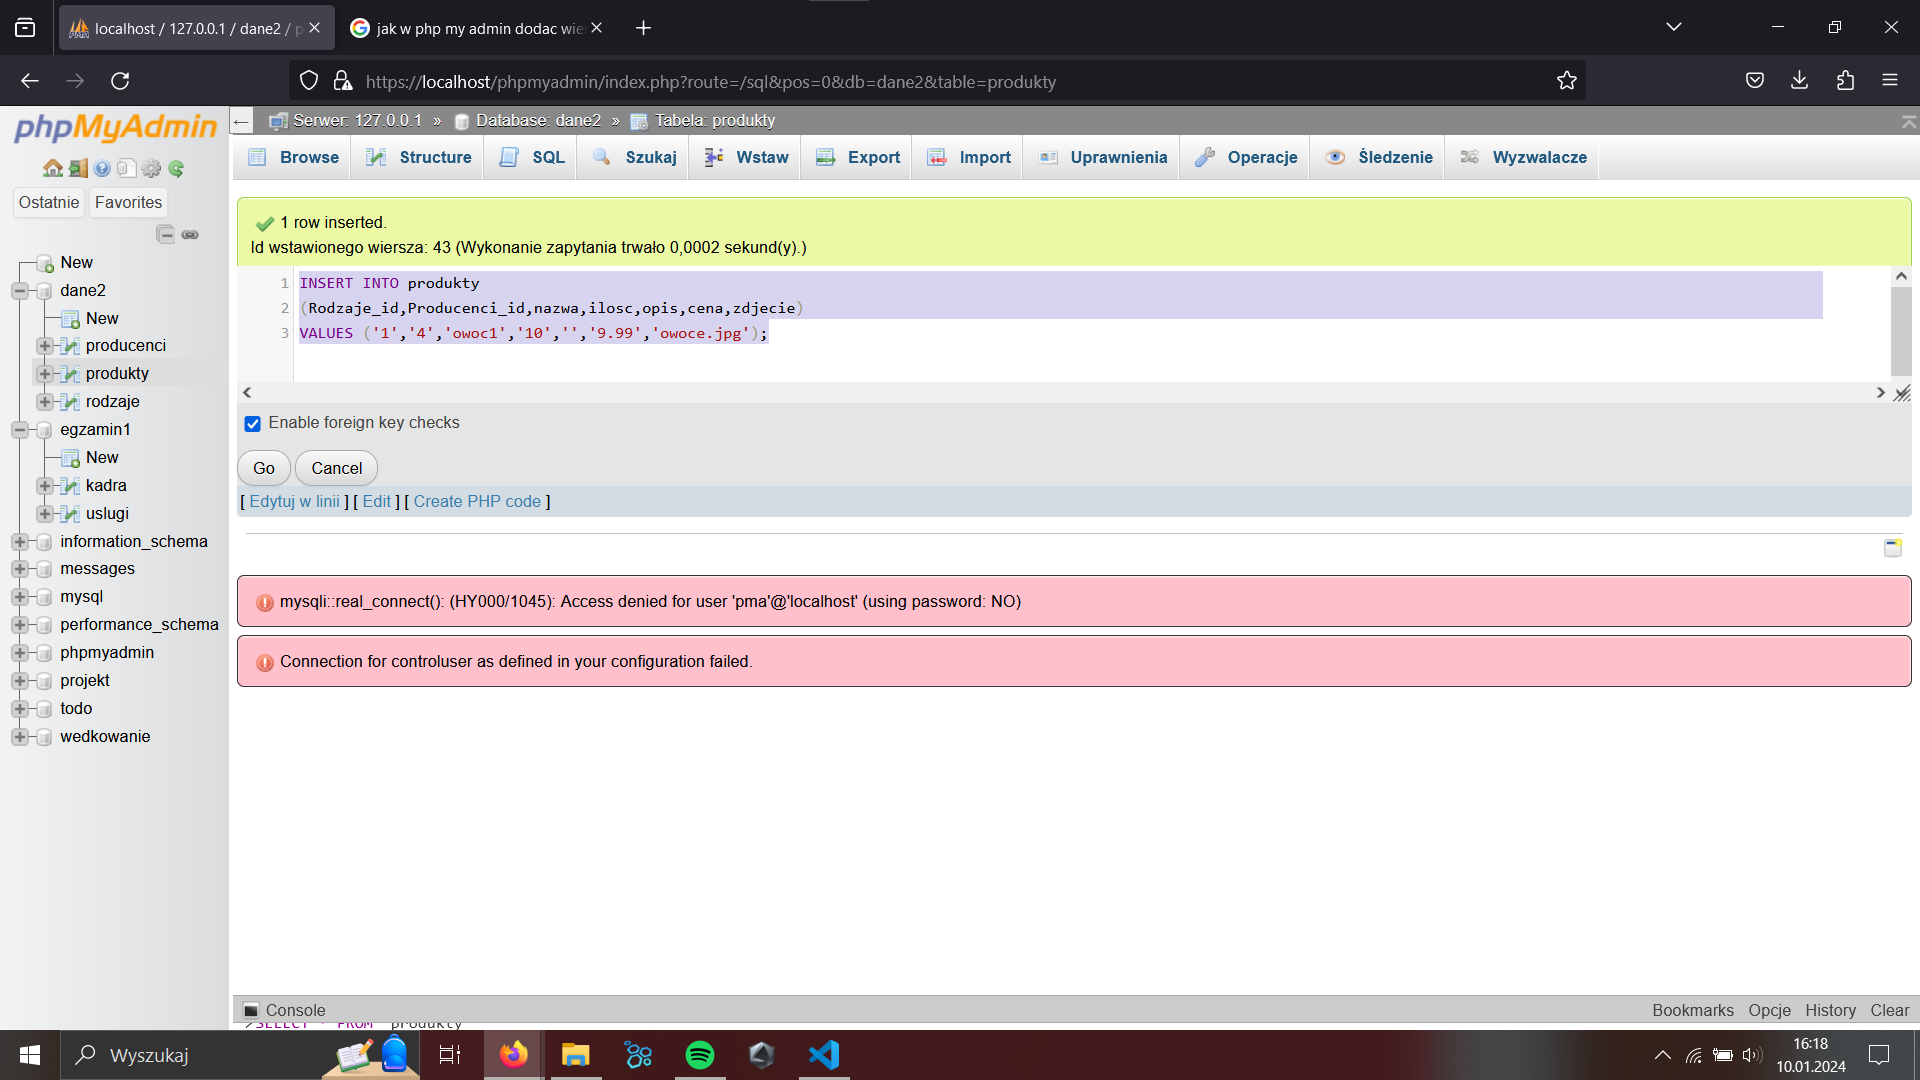 localhost / 127.0.0.1 / dane2 / p
jak w php my admin dodac wie
https://localhost/phpmyadmin/index.php?route=/sql&pos=0&db=dane2&table=produkty
phpMyAdmin
Ostatnie
Favorites
New
dane2
New
producenci
produkty
rodzaje
egzamin1
New
kadra
uslugi
information_schema
messages
mysql
performance_schema
phpmyadmin
projekt
todo
wedkowanie
Serwer: 127.0.0.1 » Database: dane2 » Tabela: produkty
Browse Structure SQL Szukaj Wstaw Export Import Uprawnienia Operacje Śledzenie Wyzwalacze
1 row inserted.
Id wstawionego wiersza: 43 (Wykonanie zapytania trwało 0,0002 sekund(y).)
1 INSERT INTO produkty
2 (Rodzaje_id,Producenci_id,nazwa,ilosc,opis,cena,zdjecie)
3 VALUES ('1','4','owoc1','10','','9.99','owoce.jpg');
Enable foreign key checks
Go Cancel
[ Edytuj w linii ] [ Edit ] [ Create PHP code ]
mysqli::real_connect(): (HY000/1045): Access denied for user 'pma'@'localhost' (using password: NO)
Connection for controluser as defined in your configuration failed.
Console
Bookmarks Opcje History Clear
>SELECT * FROM `produkty`
Wyszukaj
16:18
10.01.2024